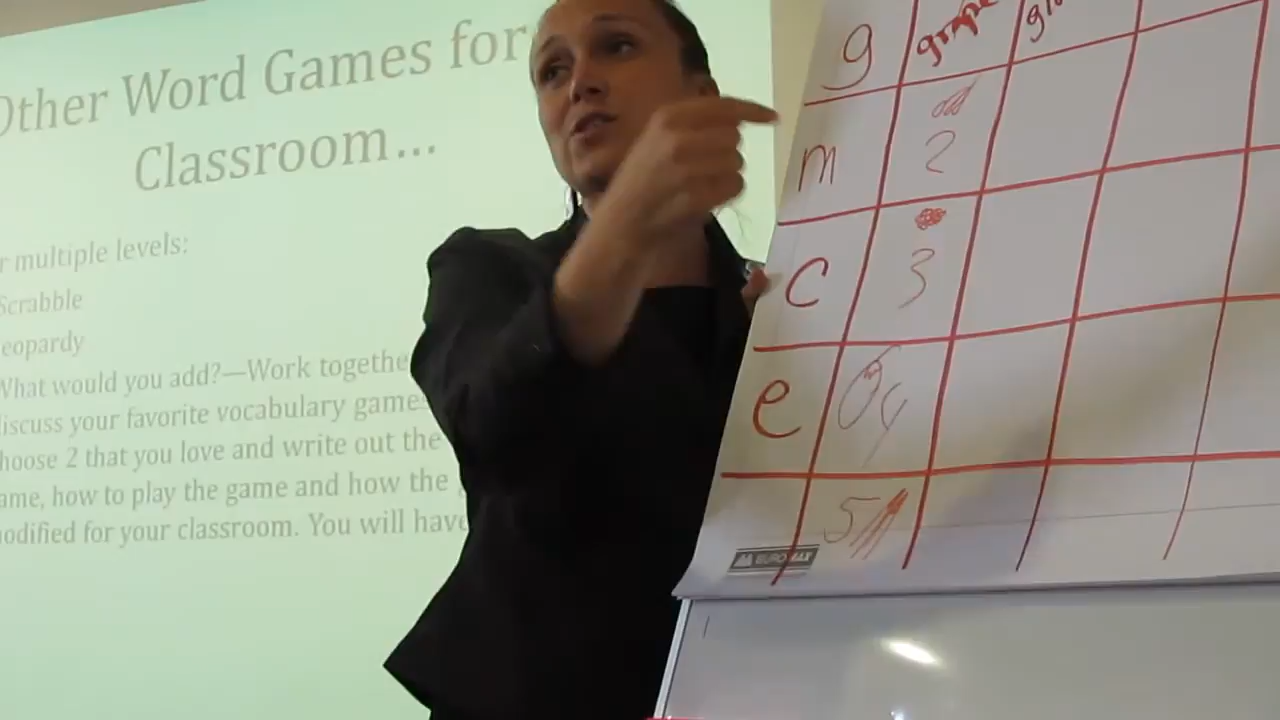 Other Word Games for
Classroom...
multiple levels:
Scrabble
eopardy
What would you add?—Work togethe
iscuss your favorite vocabulary game
hoose 2 that you love and write out the
ame, how to play the game and how the
odified for your classroom. You will have
g grape
m 2
c 3
e 4
5
BUROMAX